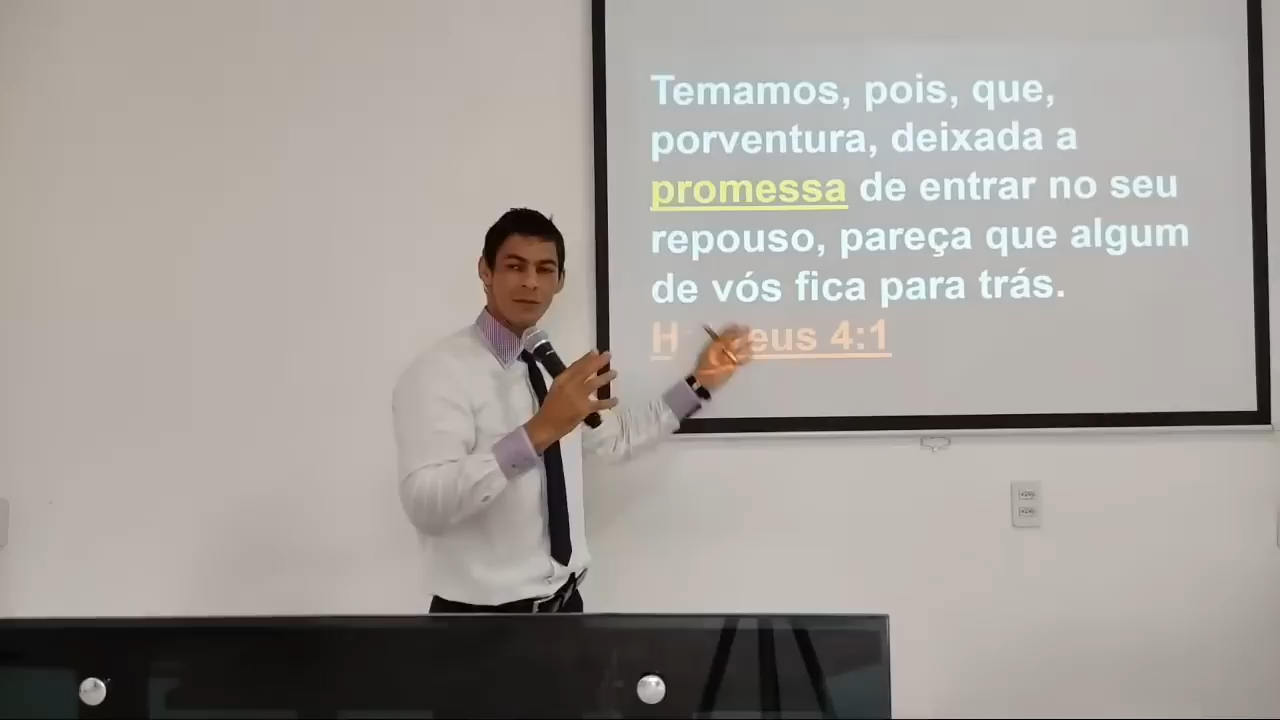 Temamos, pois, que,
porventura, deixada a
promessa de entrar no seu
repouso, pareça que algum
de vós fica para trás.
4:1